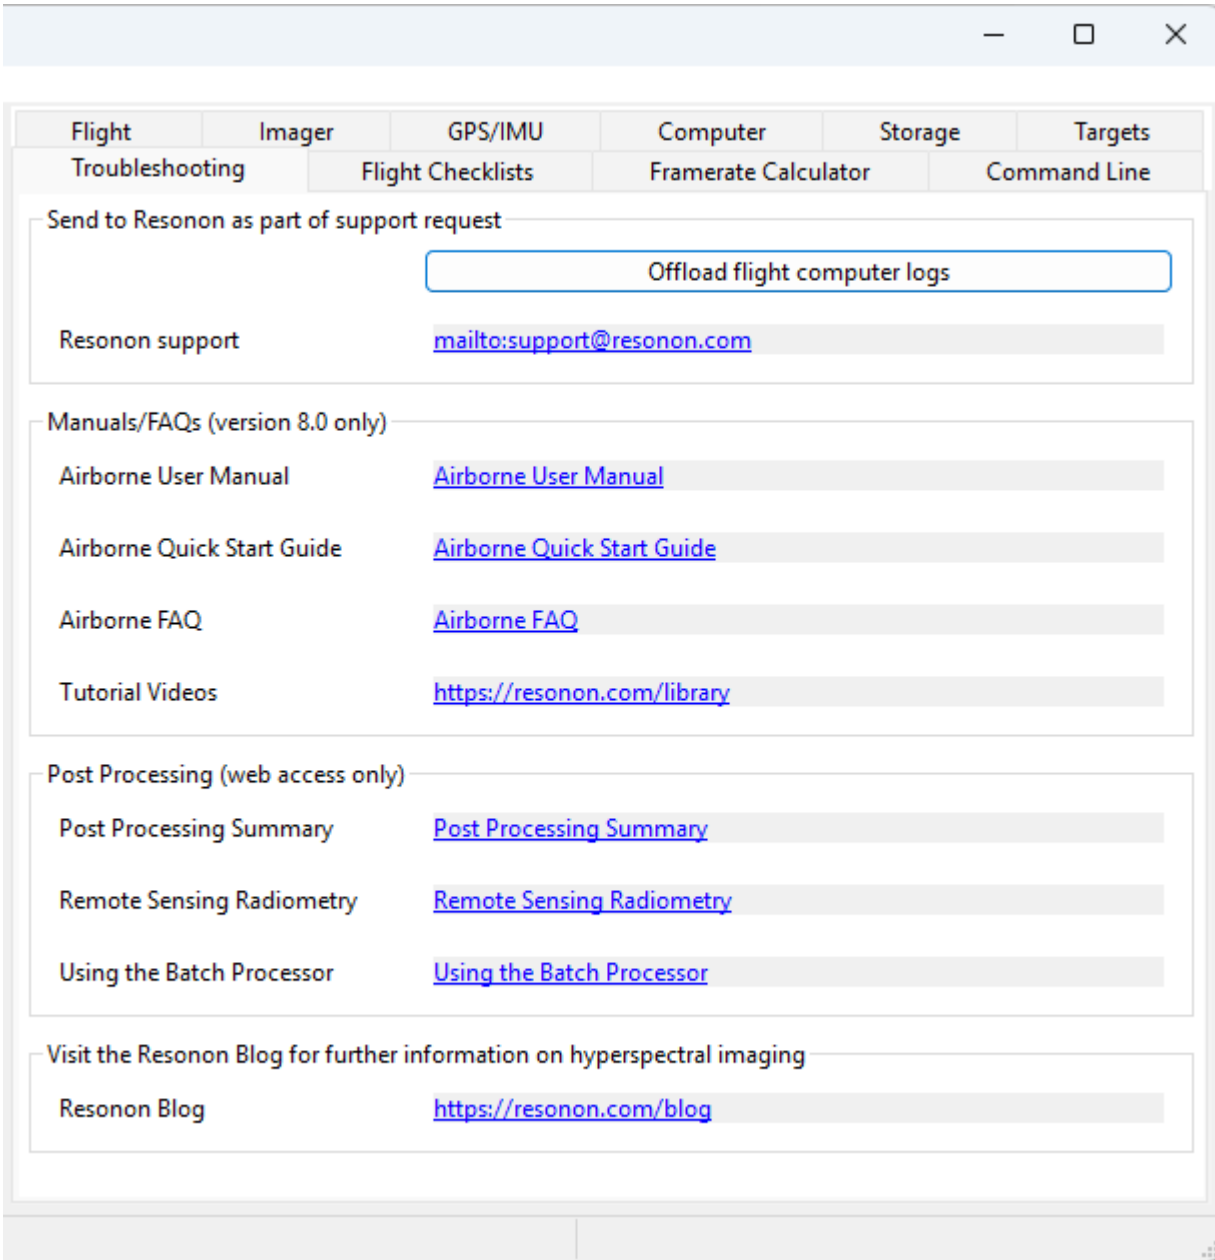 Flight Imager GPS/IMU Computer Storage Targets
Troubleshooting Flight Checklists Framerate Calculator Command Line
Send to Resonon as part of support request
Offload flight computer logs
Resonon support mailto:support@resonon.com
Manuals/FAQs (version 8.0 only)
Airborne User Manual Airborne User Manual
Airborne Quick Start Guide Airborne Quick Start Guide
Airborne FAQ Airborne FAQ
Tutorial Videos https://resonon.com/library
Post Processing (web access only)
Post Processing Summary Post Processing Summary
Remote Sensing Radiometry Remote Sensing Radiometry
Using the Batch Processor Using the Batch Processor
Visit the Resonon Blog for further information on hyperspectral imaging
Resonon Blog https://resonon.com/blog